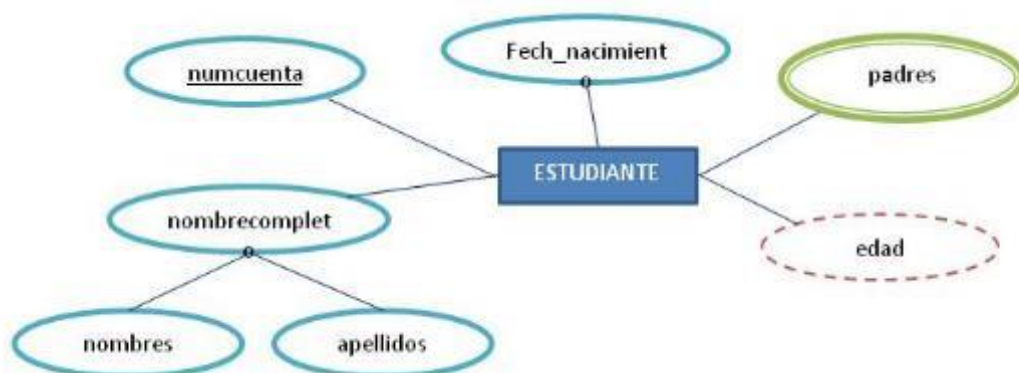 Fech_nacimient
o
numcuenta
padres
ESTUDIANTE
nombrecomplet
o
edad
nombres
apellidos